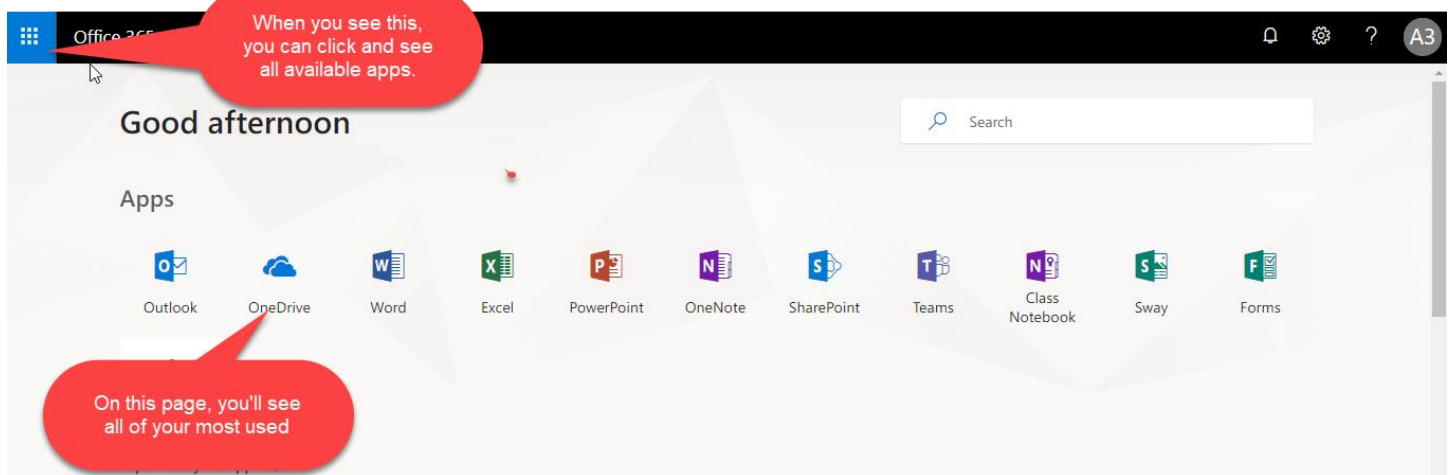 When you see this,
you can click and see
all available apps.
Office 365
A3
Good afternoon
Search
Apps
Outlook
OneDrive
Word
Excel
PowerPoint
OneNote
SharePoint
Teams
Class
Notebook
Sway
Forms
On this page, you'll see
all of your most used